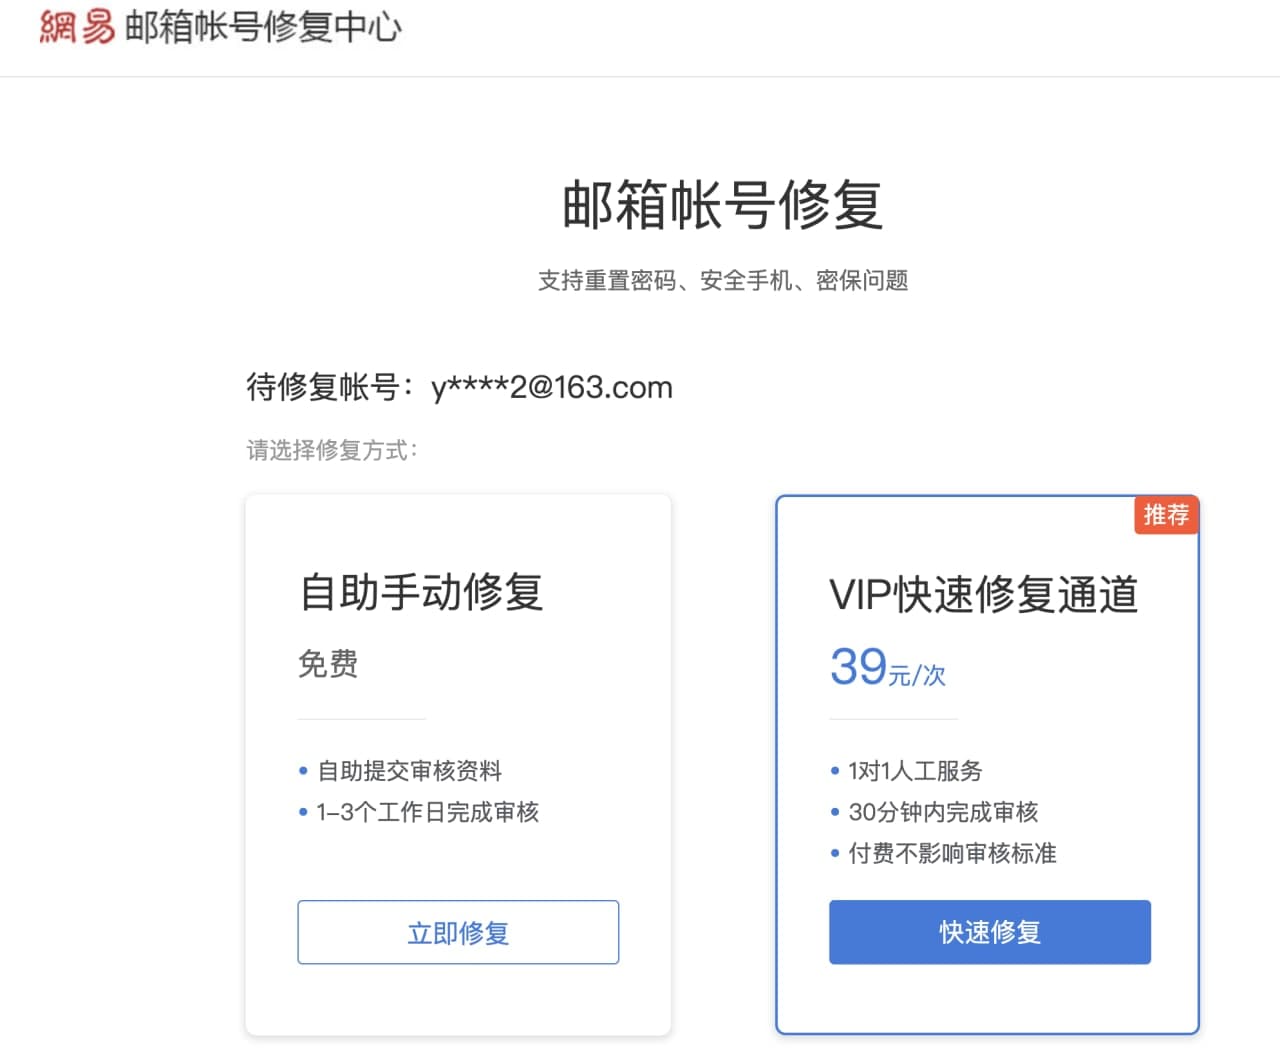 網易 邮箱帐号修复中心
邮箱帐号修复
支持重置密码、安全手机、密保问题
待修复帐号：y****2@163.com
请选择修复方式：
自助手动修复
免费
• 自助提交审核资料
• 1-3个工作日完成审核
立即修复
推荐
VIP快速修复通道
39元/次
• 1对1人工服务
• 30分钟内完成审核
• 付费不影响审核标准
快速修复